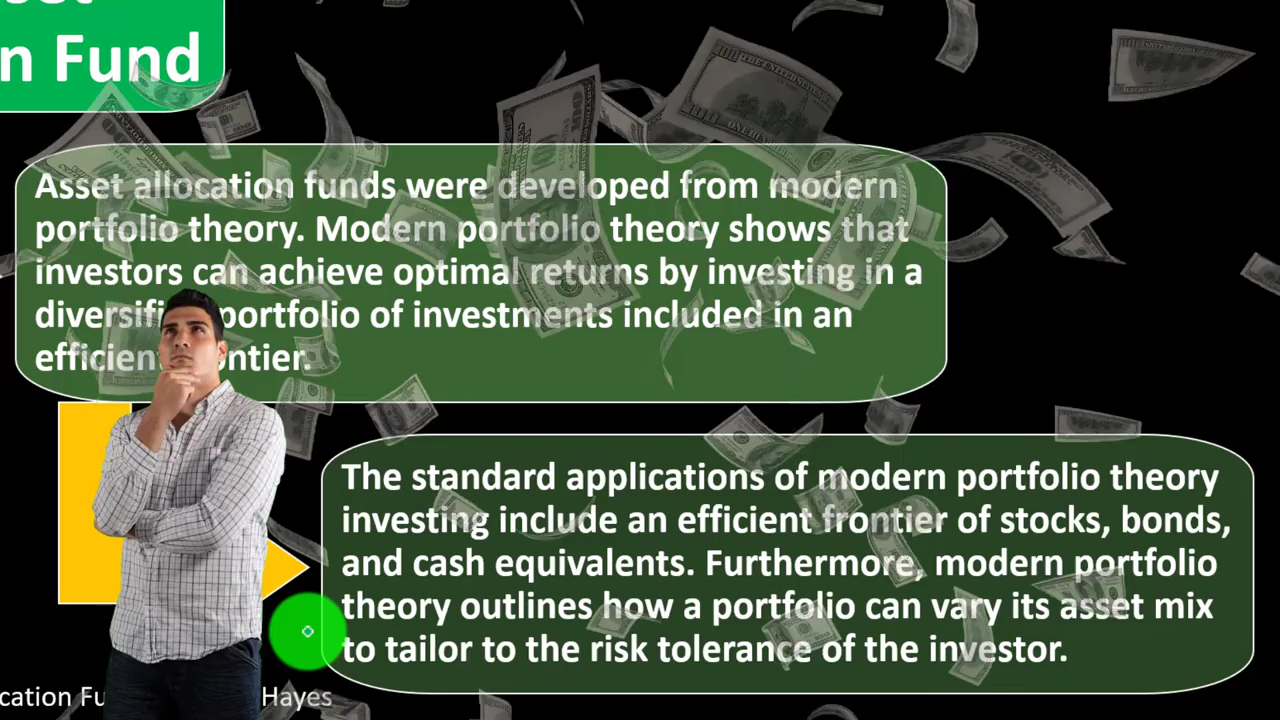 n Fund
Asset allocation funds were developed from modern
portfolio theory. Modern portfolio theory shows that
investors can achieve optimal returns by investing in a
portfolio of investments included in an
cation Hayes
The standard applications of modern portfolio theory
investing include an efficient frontier of stocks, bonds,
and cash equivalents. Furthermore, modern portfolio
theory outlines how a portfolio can vary its asset mix
to tailor to the risk tolerance of the investor.